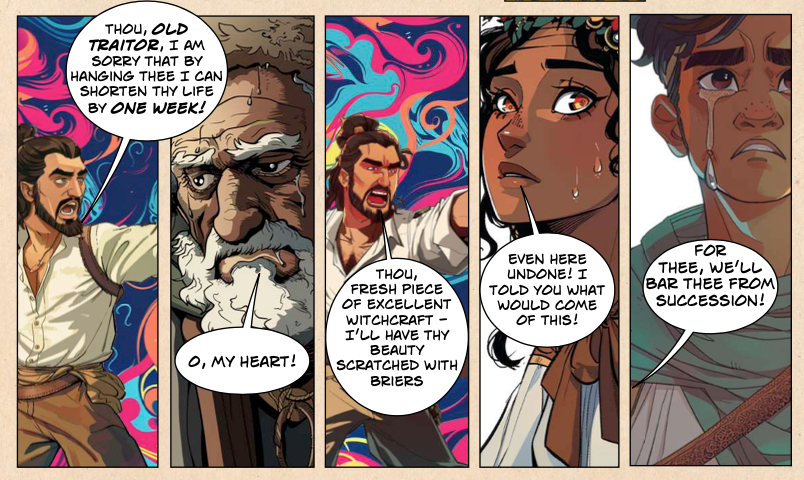 THOU, OLD
TRAITOR, I AM
SORRY THAT BY
HANGING THEE I CAN
SHORTEN THY LIFE
BY ONE WEEK!
O, MY HEART!
THOU,
FRESH PIECE
OF EXCELLENT
WITCHCRAFT –
I'LL HAVE THY
BEAUTY
SCRATCHED WITH
BRIERS
EVEN HERE
UNDONE! I
TOLD YOU WHAT
WOULD COME
OF THIS!
FOR
THEE, WE'LL
BAR THEE FROM
SUCCESSION!